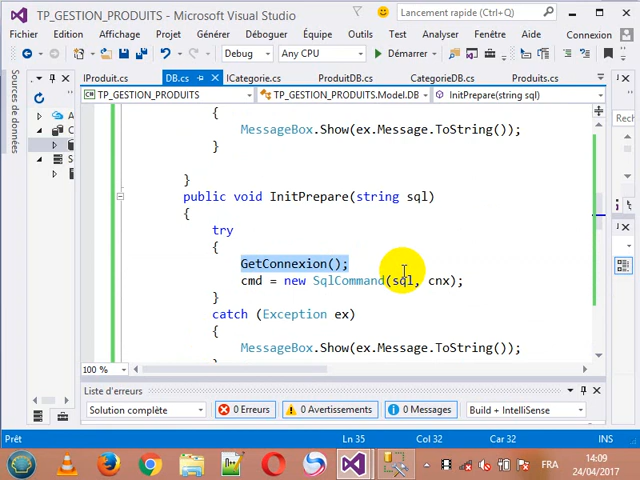 TP_GESTION_PRODUITS - Microsoft Visual Studio
Lancement rapide (Ctrl+Q)
Fichier Edition Affichage Projet Générer Déboguer Équipe Outils Test Analyser Fenêtre Aide Connexion
Debug Any CPU Démarrer
Sources de données
IProduit.cs DB.cs ICategorie.cs ProduitDB.cs CategorieDB.cs Produits.cs
TP_GESTION_PRODUITS TP_GESTION_PRODUITS.Model.DB InitPrepare(string sql)
{
MessageBox.Show(ex.Message.ToString());
}
}
public void InitPrepare(string sql)
{
try
{
GetConnexion();
cmd = new SqlCommand(sql, cnx);
}
catch (Exception ex)
{
MessageBox.Show(ex.Message.ToString());
}
100 %
Liste d'erreurs
Solution complète 0 Erreurs 0 Avertissements 0 Messages Build + IntelliSense
Prêt Ln 35 Col 32 Car 32 INS
FRA 14:09
24/04/2017